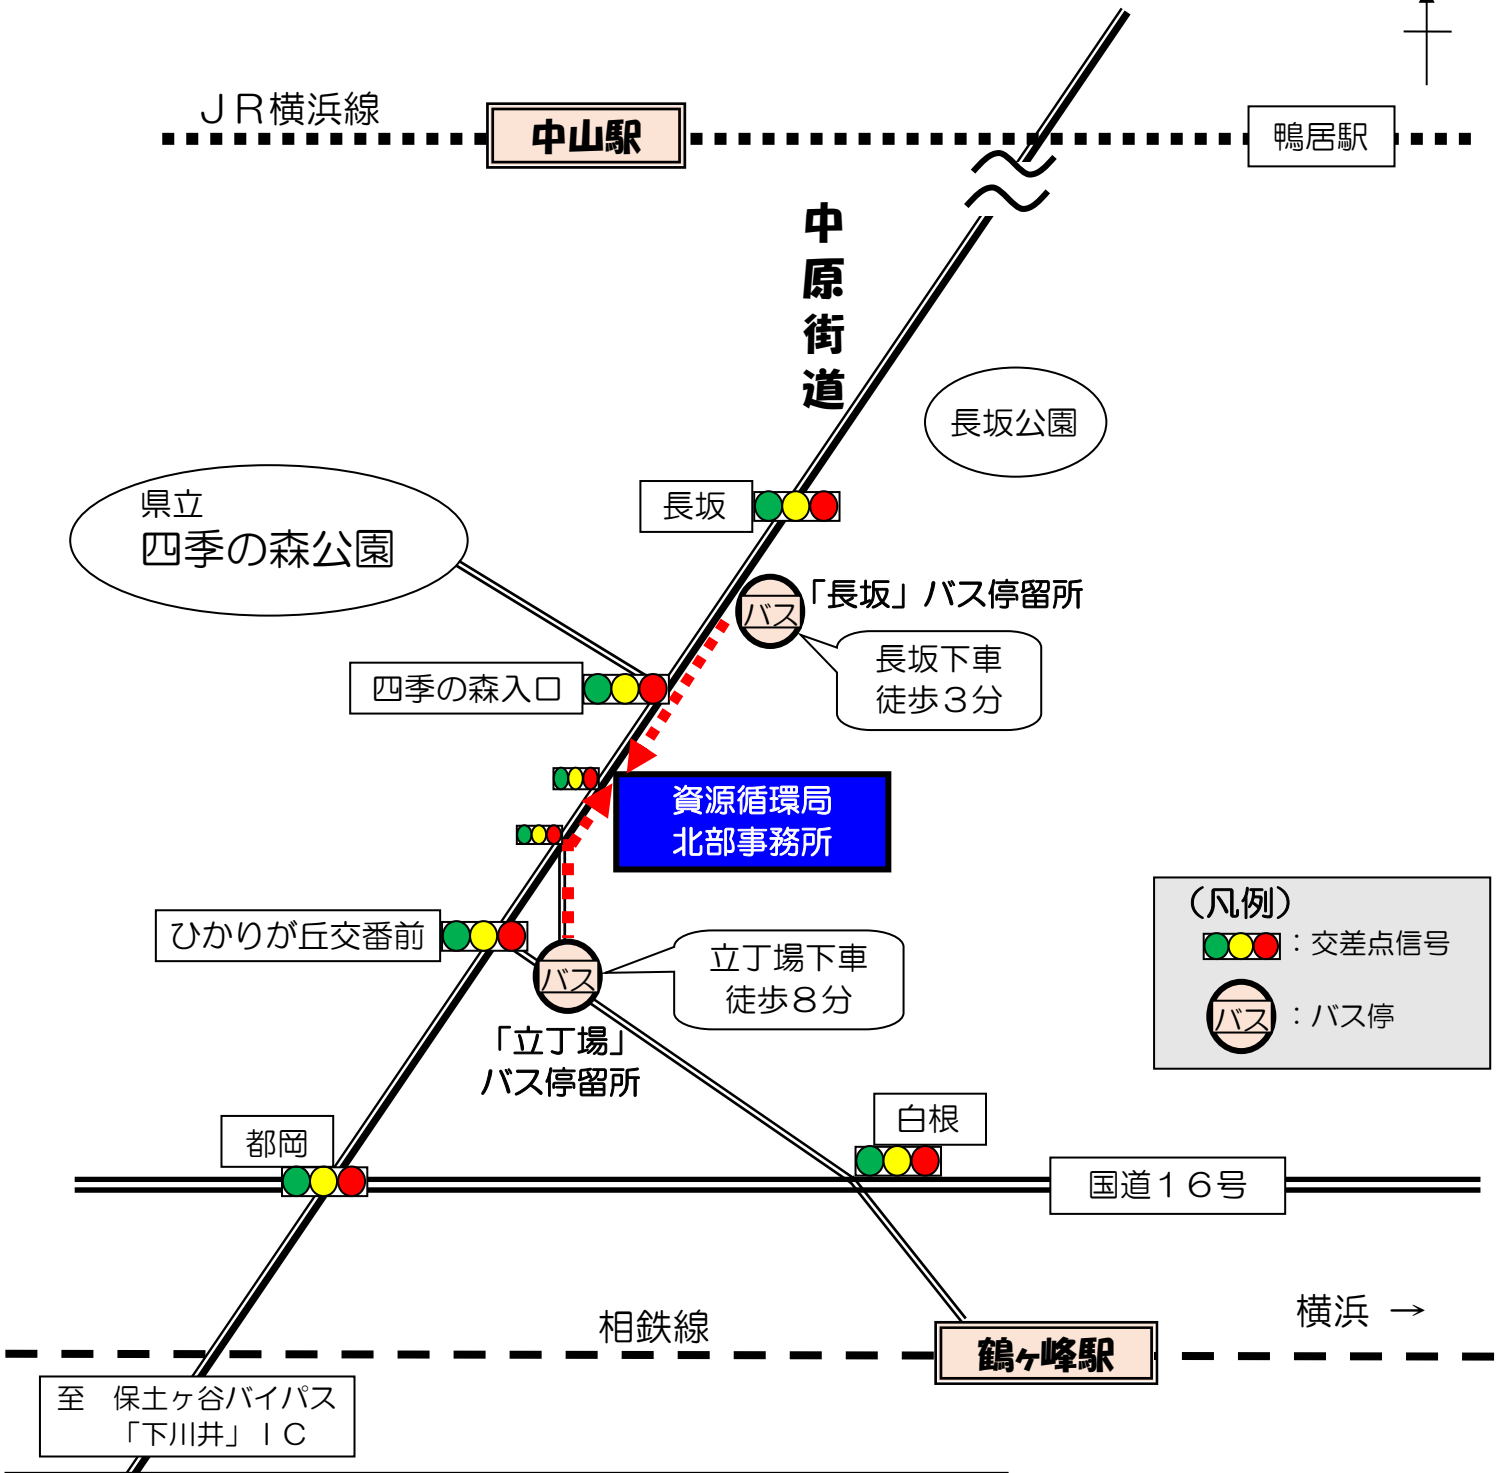 ＪＲ横浜線
中山駅
鴨居駅
中原街道
長坂公園
県立
四季の森公園
長坂
「長坂」バス停留所
バス
長坂下車
徒歩３分
四季の森入口
資源循環局
北部事務所
ひかりが丘交番前
バス
立丁場下車
徒歩８分
「立丁場」
バス停留所
（凡例）
：交差点信号
バス
：バス停
都岡
白根
国道１６号
相鉄線
横浜 →
鶴ヶ峰駅
至　保土ヶ谷バイパス
「下川井」ＩＣ